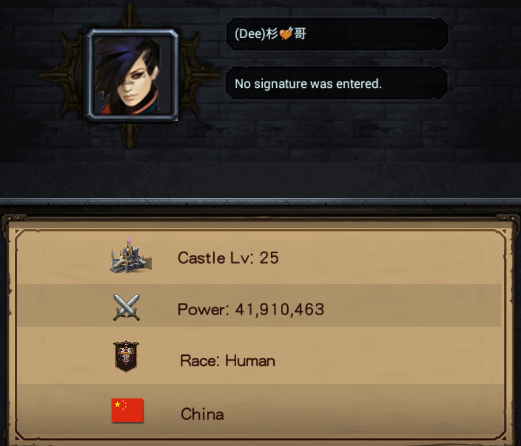 (Dee)杉💘哥
No signature was entered.
Castle Lv: 25
Power: 41,910,463
Race: Human
China